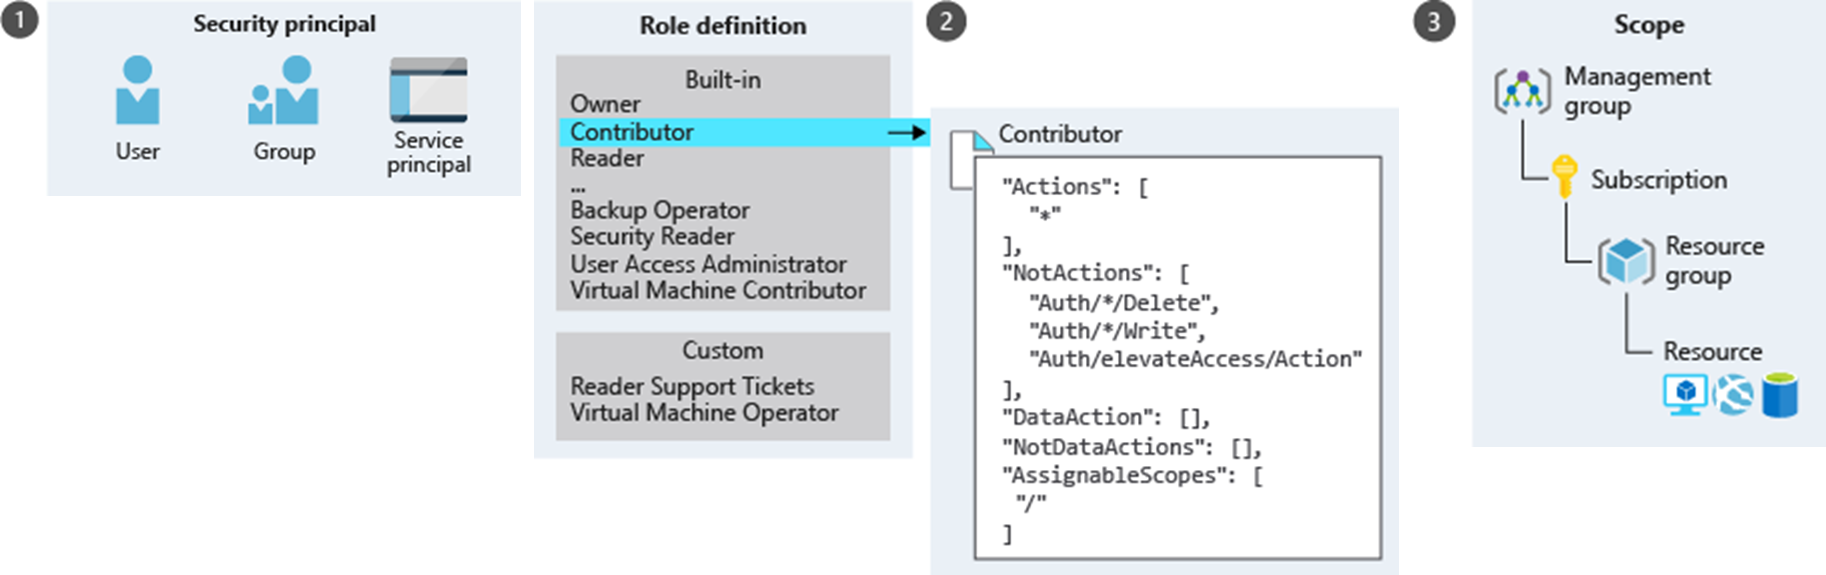 1
Security principal
User
Group
Service
principal
Role definition
Built-in
Owner
Contributor
Reader
...
Backup Operator
Security Reader
User Access Administrator
Virtual Machine Contributor
Custom
Reader Support Tickets
Virtual Machine Operator
2
Contributor
"Actions": [
"*"
],
"NotActions": [
"Auth/*/Delete",
"Auth/*/Write",
"Auth/elevateAccess/Action"
],
"DataAction": [],
"NotDataActions": [],
"AssignableScopes": [
"/"
]
3
Scope
Management
group
Subscription
Resource
group
Resource